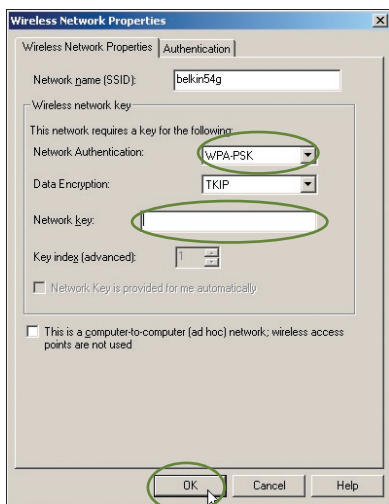 Wireless Network Properties
Wireless Network Properties
Authentication
Network name (SSID):
belkin54g
Wireless network key
This network requires a key for the following:
Network Authentication:
WPA-PSK
Data Encryption:
TKIP
Network key:
Key index (advanced):
1
Network Key is provided for me automatically
This is a computer-to-computer (ad hoc) network; wireless access
points are not used
OK
Cancel
Help